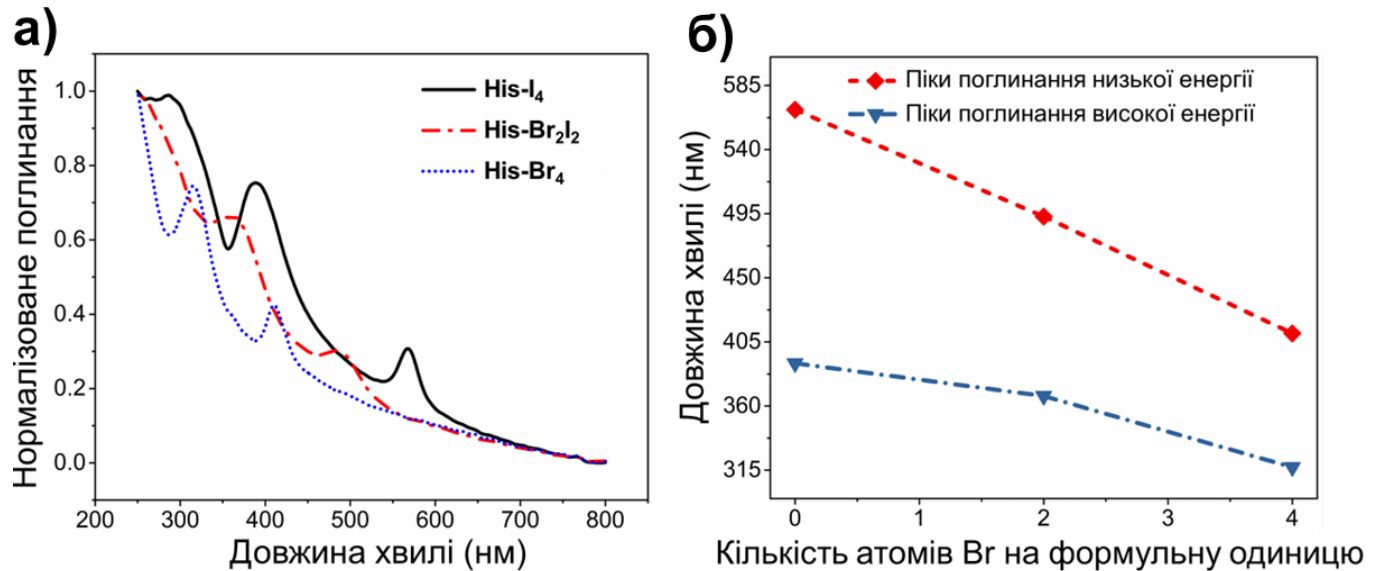 а)
Нормалізоване поглинання
1.0
0.8
0.6
0.4
0.2
0.0
His-I₄
His-Br₂I₂
His-Br₄
200 300 400 500 600 700 800
Довжина хвилі (нм)
б)
Довжина хвилі (нм)
585
540
495
450
405
360
315
Піки поглинання низької енергії
Піки поглинання високої енергії
0 1 2 3 4
Кількість атомів Br на формульну одиницю